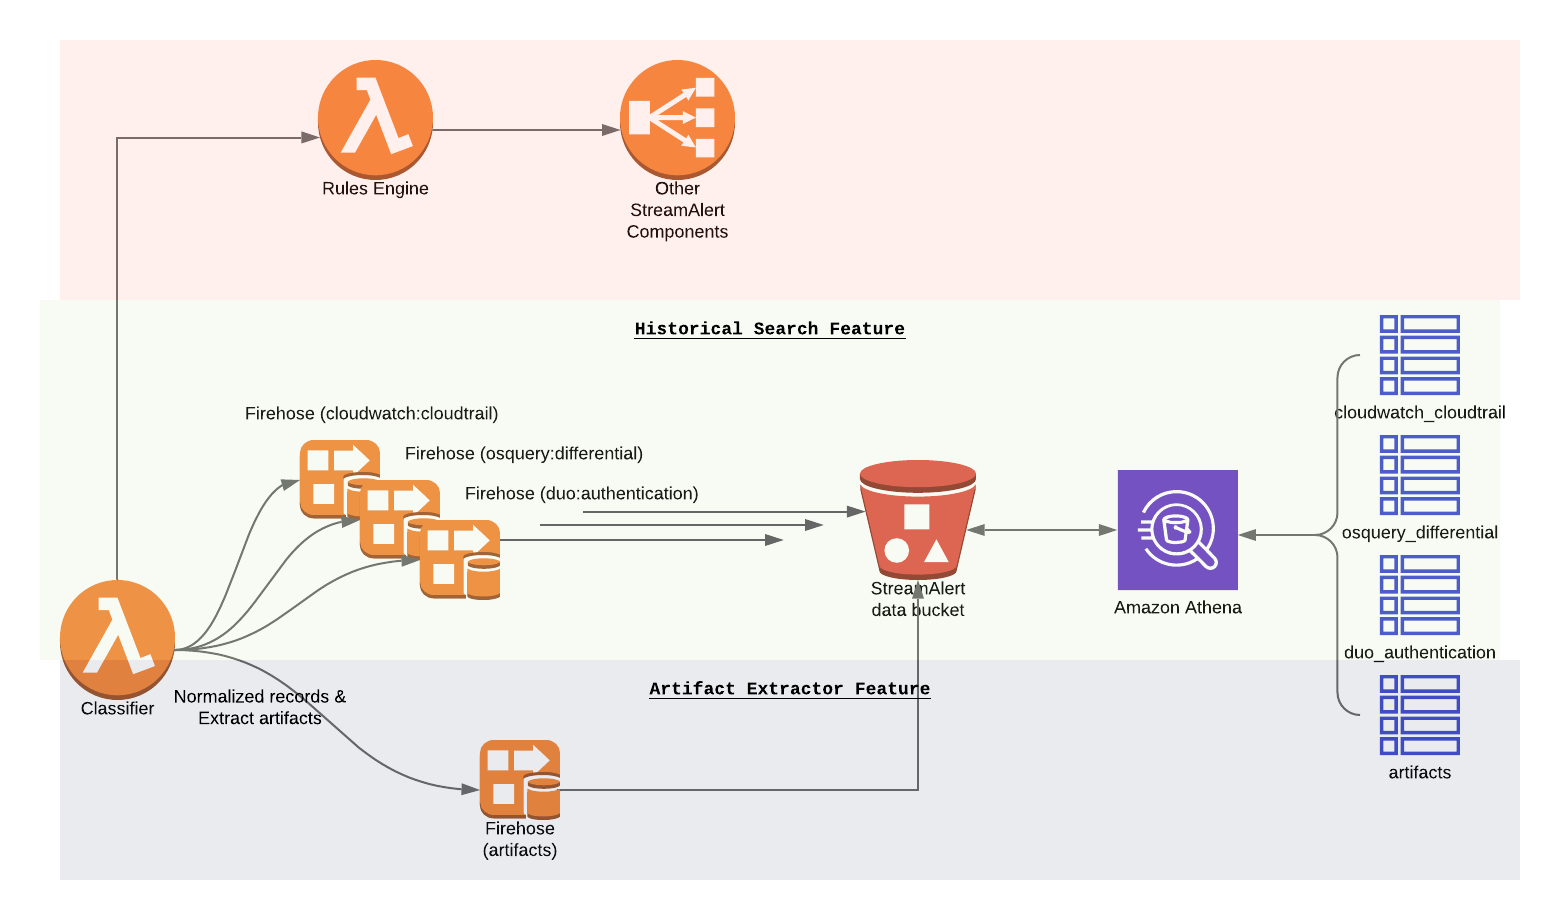 Rules Engine
Other
StreamAlert
Components
Historical Search Feature
Firehose (cloudwatch:cloudtrail)
Firehose (osquery:differential)
Firehose (duo:authentication)
cloudwatch_cloudtrail
osquery_differential
StreamAlert
data bucket
Amazon Athena
duo_authentication
Classifier
Normalized records &
Extract artifacts
Artifact Extractor Feature
artifacts
Firehose
(artifacts)